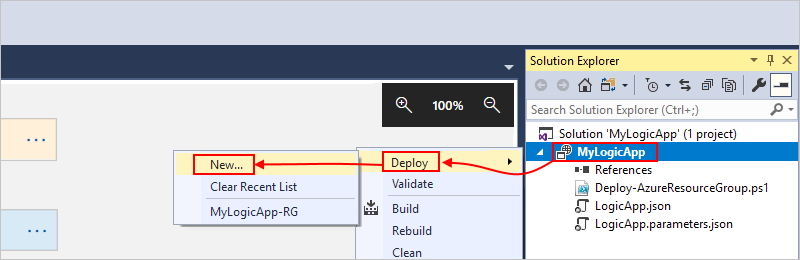 Solution Explorer
100%
Search Solution Explorer (Ctrl+;)
Solution 'MyLogicApp' (1 project)
MyLogicApp
References
Deploy-AzureResourceGroup.ps1
LogicApp.json
LogicApp.parameters.json
Deploy
Validate
Build
Rebuild
Clean
New...
Clear Recent List
MyLogicApp-RG